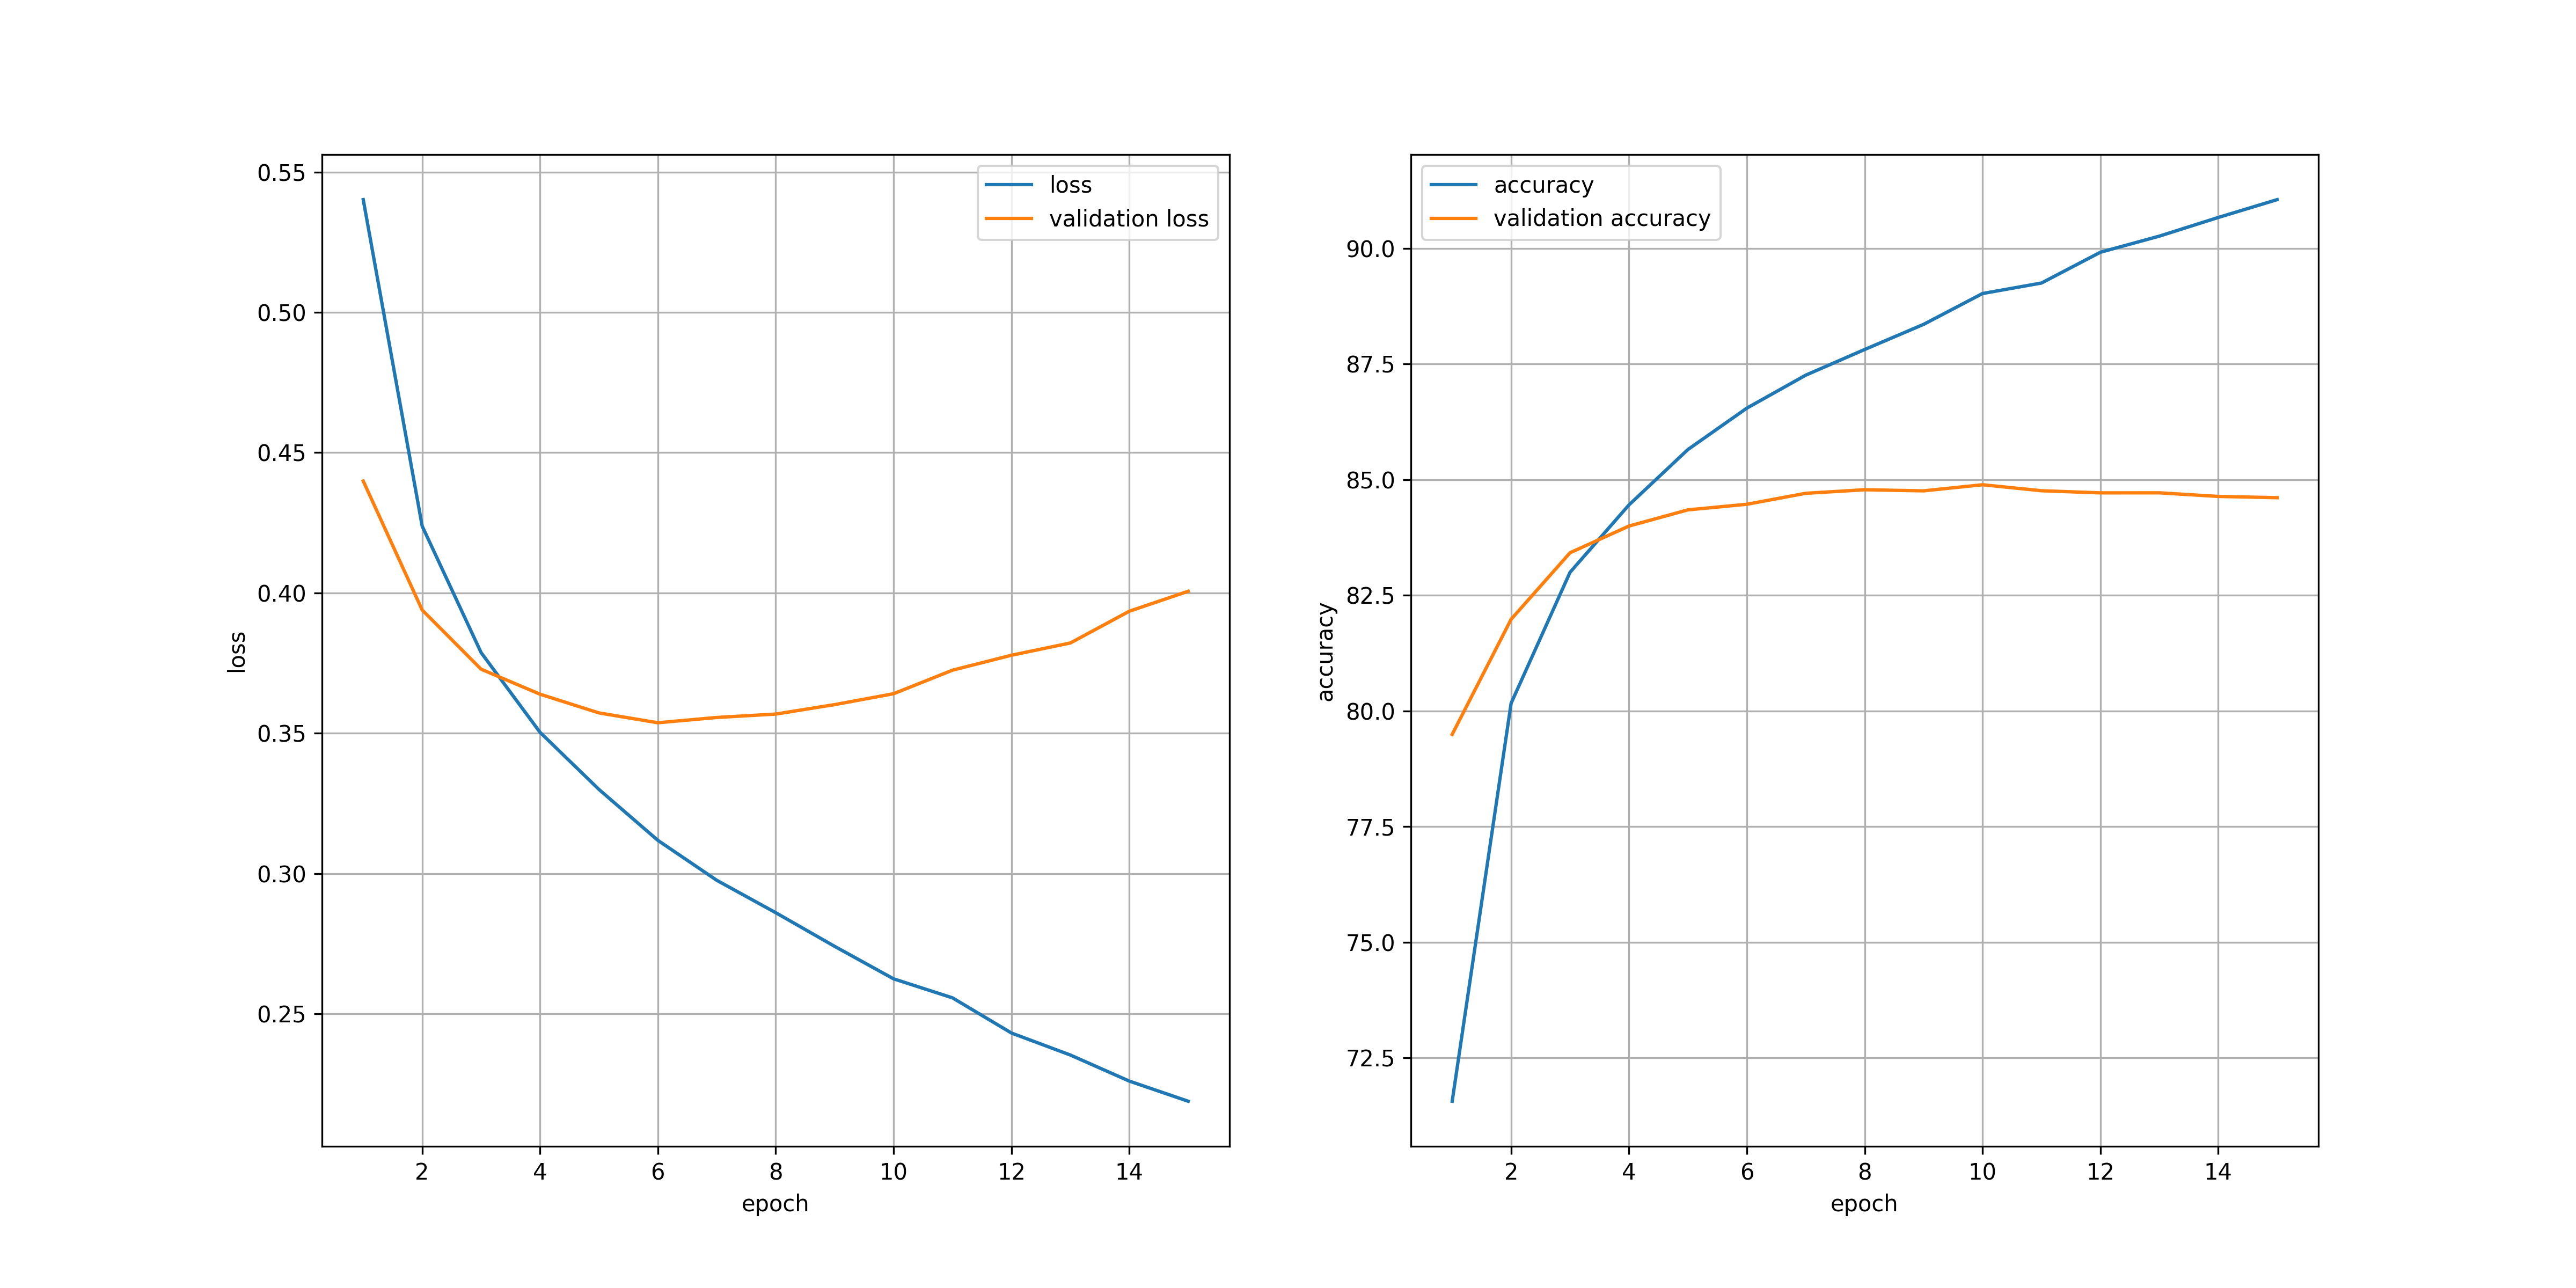 loss
validation loss
0.55
0.50
0.45
0.40
0.35
0.30
0.25
loss
2 4 6 8 10 12 14
epoch
accuracy
validation accuracy
90.0
87.5
85.0
82.5
80.0
77.5
75.0
72.5
accuracy
2 4 6 8 10 12 14
epoch